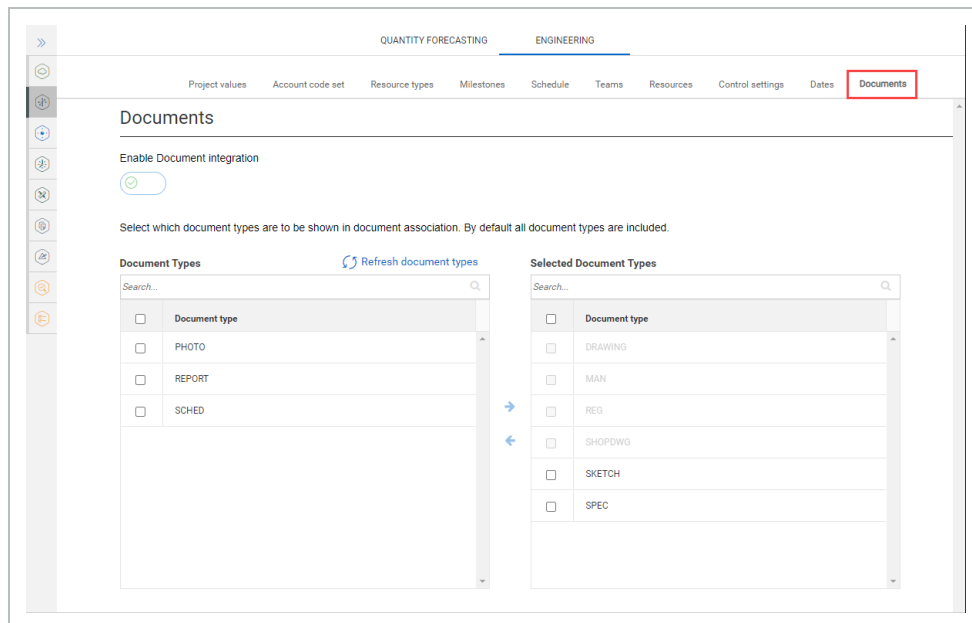 QUANTITY FORECASTING ENGINEERING
Project values Account code set Resource types Milestones Schedule Teams Resources Control settings Dates Documents
Documents
Enable Document integration
Select which document types are to be shown in document association. By default all document types are included.
Document Types Refresh document types Selected Document Types
Search... Search...
Document type Document type
PHOTO DRAWING
REPORT MAN
SCHED REG
SHOPDWG
SKETCH
SPEC